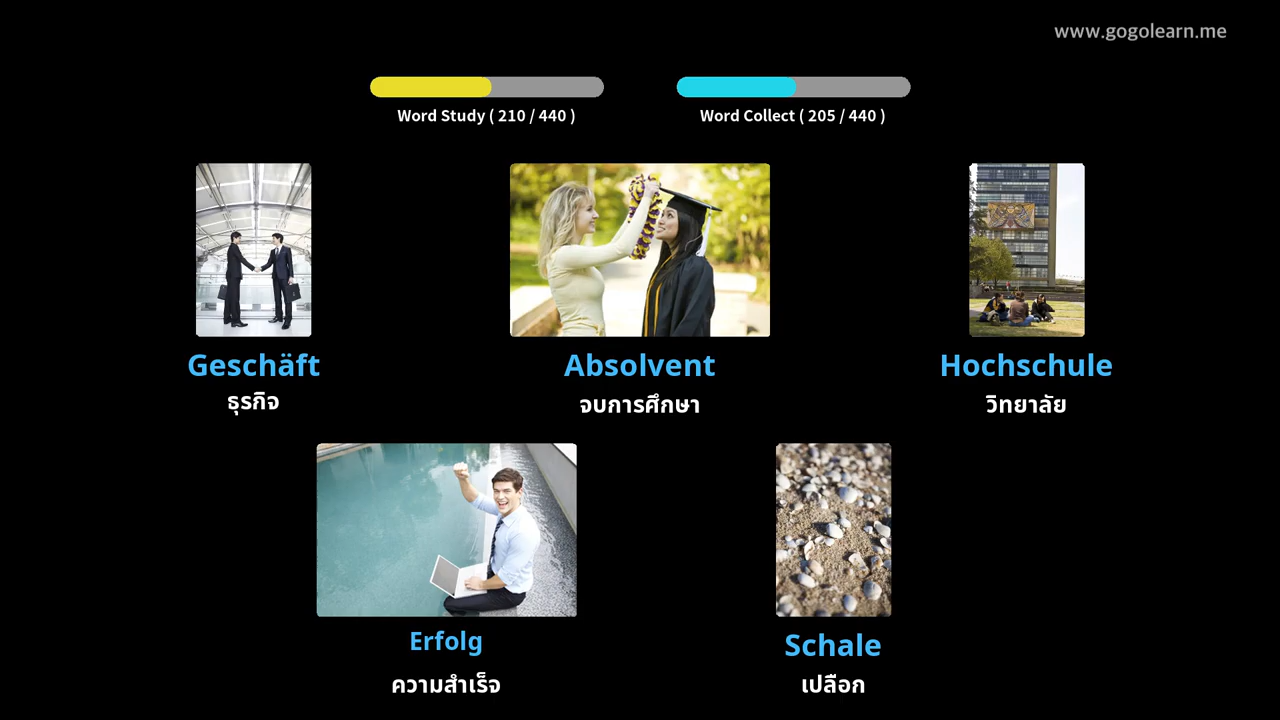 www.gogolearn.me
Word Study ( 210 / 440 )
Word Collect ( 205 / 440 )
Geschäft
ธุรกิจ
Absolvent
จบการศึกษา
Hochschule
วิทยาลัย
Erfolg
ความสำเร็จ
Schale
เปลือก